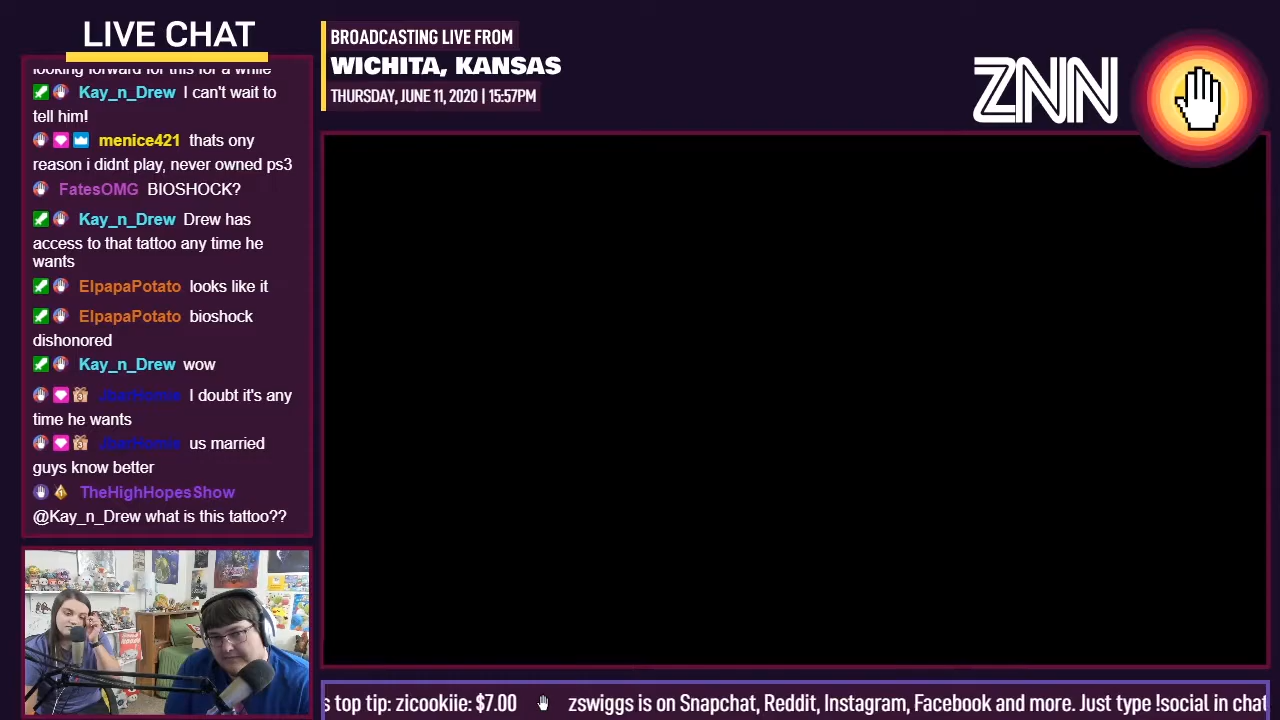 LIVE CHAT
looking forward for this for a while
Kay_n_Drew I can't wait to
tell him!
menice421 thats ony
reason i didnt play, never owned ps3
FatesOMG BIOSHOCK?
Kay_n_Drew Drew has
access to that tattoo any time he
wants
ElpapaPotato looks like it
ElpapaPotato bioshock
dishonored
Kay_n_Drew wow
I doubt it's any
time he wants
us married
guys know better
TheHighHopesShow
@Kay_n_Drew what is this tattoo??
BROADCASTING LIVE FROM
WICHITA, KANSAS
THURSDAY, JUNE 11, 2020 | 15:57PM
ZNN
s top tip: zicookiie: $7.00 zswiggs is on Snapchat, Reddit, Instagram, Facebook and more. Just type !social in chat